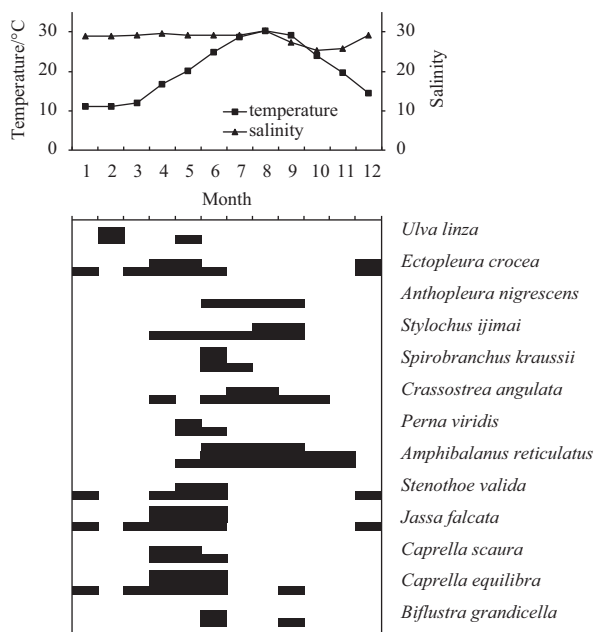 30
20
10
0
Temperature/°C
30
20
10
0
Salinity
temperature
salinity
1 2 3 4 5 6 7 8 9 10 11 12
Month
Ulva linza
Ectopleura crocea
Anthopleura nigrescens
Stylochus ijimai
Spirobranchus kraussii
Crassostrea angulata
Perna viridis
Amphibalanus reticulatus
Stenothoe valida
Jassa falcata
Caprella scaura
Caprella equilibra
Biflustra grandicella